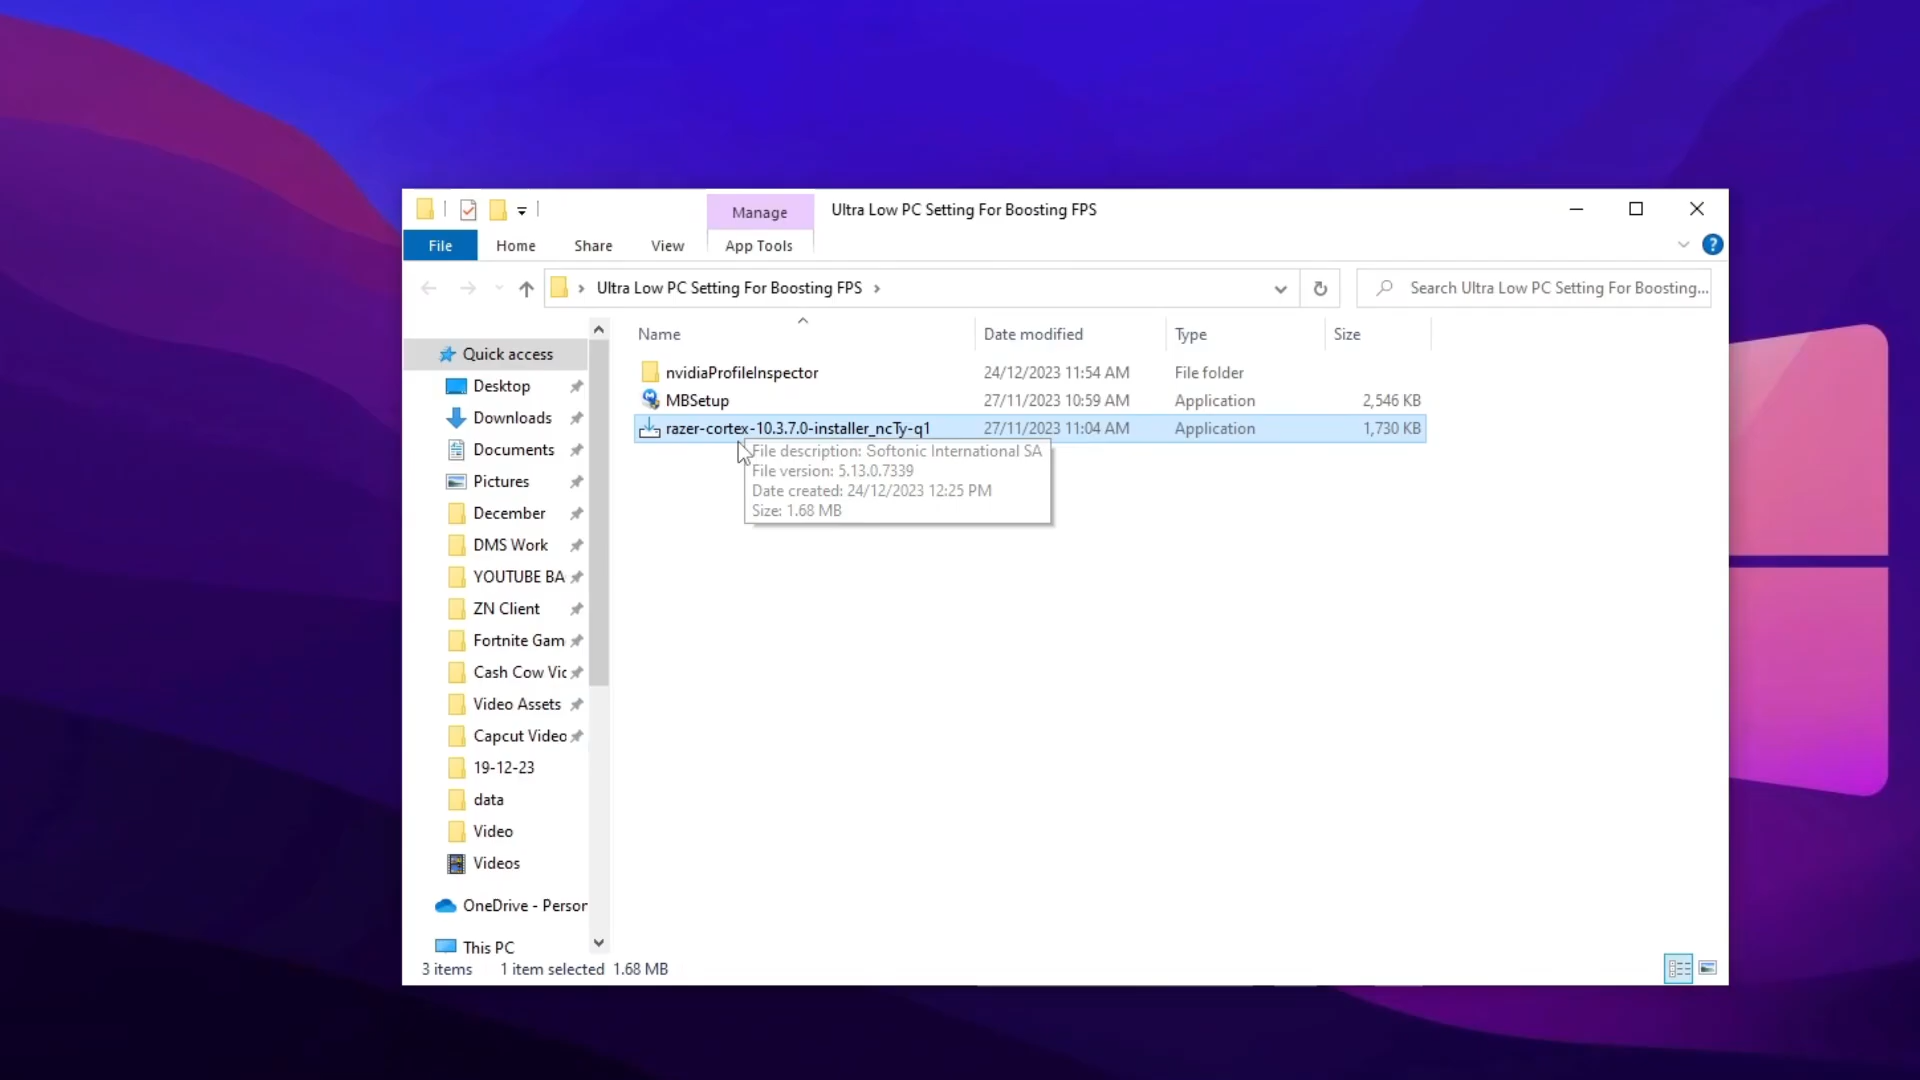 Manage
Ultra Low PC Setting For Boosting FPS
File
Home
Share
View
App Tools
?
Ultra Low PC Setting For Boosting FPS
Search Ultra Low PC Setting For Boosting...
Name
Date modified
Type
Size
nvidiaProfileInspector
24/12/2023 11:54 AM
File folder
MBSetup
27/11/2023 10:59 AM
Application
2,546 KB
razer-cortex-10.3.7.0-installer_ncTy-q1
27/11/2023 11:04 AM
Application
1,730 KB
File description: Softonic International SA
File version: 5.13.0.7339
Date created: 24/12/2023 12:25 PM
Size: 1.68 MB
Quick access
Desktop
Downloads
Documents
Pictures
December
DMS Work
YOUTUBE BA
ZN Client
Fortnite Gam
Cash Cow Vic
Video Assets
Capcut Video
19-12-23
data
Video
Videos
OneDrive - Person
This PC
3 items
1 item selected 1.68 MB